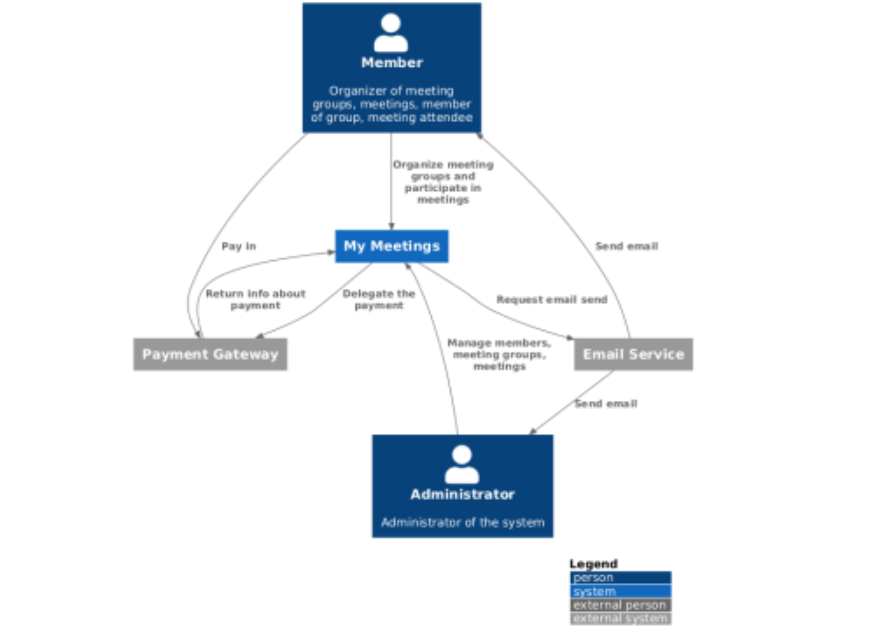 Member
Organizer of meeting
groups, meetings, member
of group, meeting attendee
Organize meeting
groups and
participate in
meetings
My Meetings
Pay in
Send email
Return info about
payment
Delegate the
payment
Request email send
Payment Gateway
Email Service
Manage members,
meeting groups,
meetings
Send email
Administrator
Administrator of the system
Legend
person
system
external person
external system